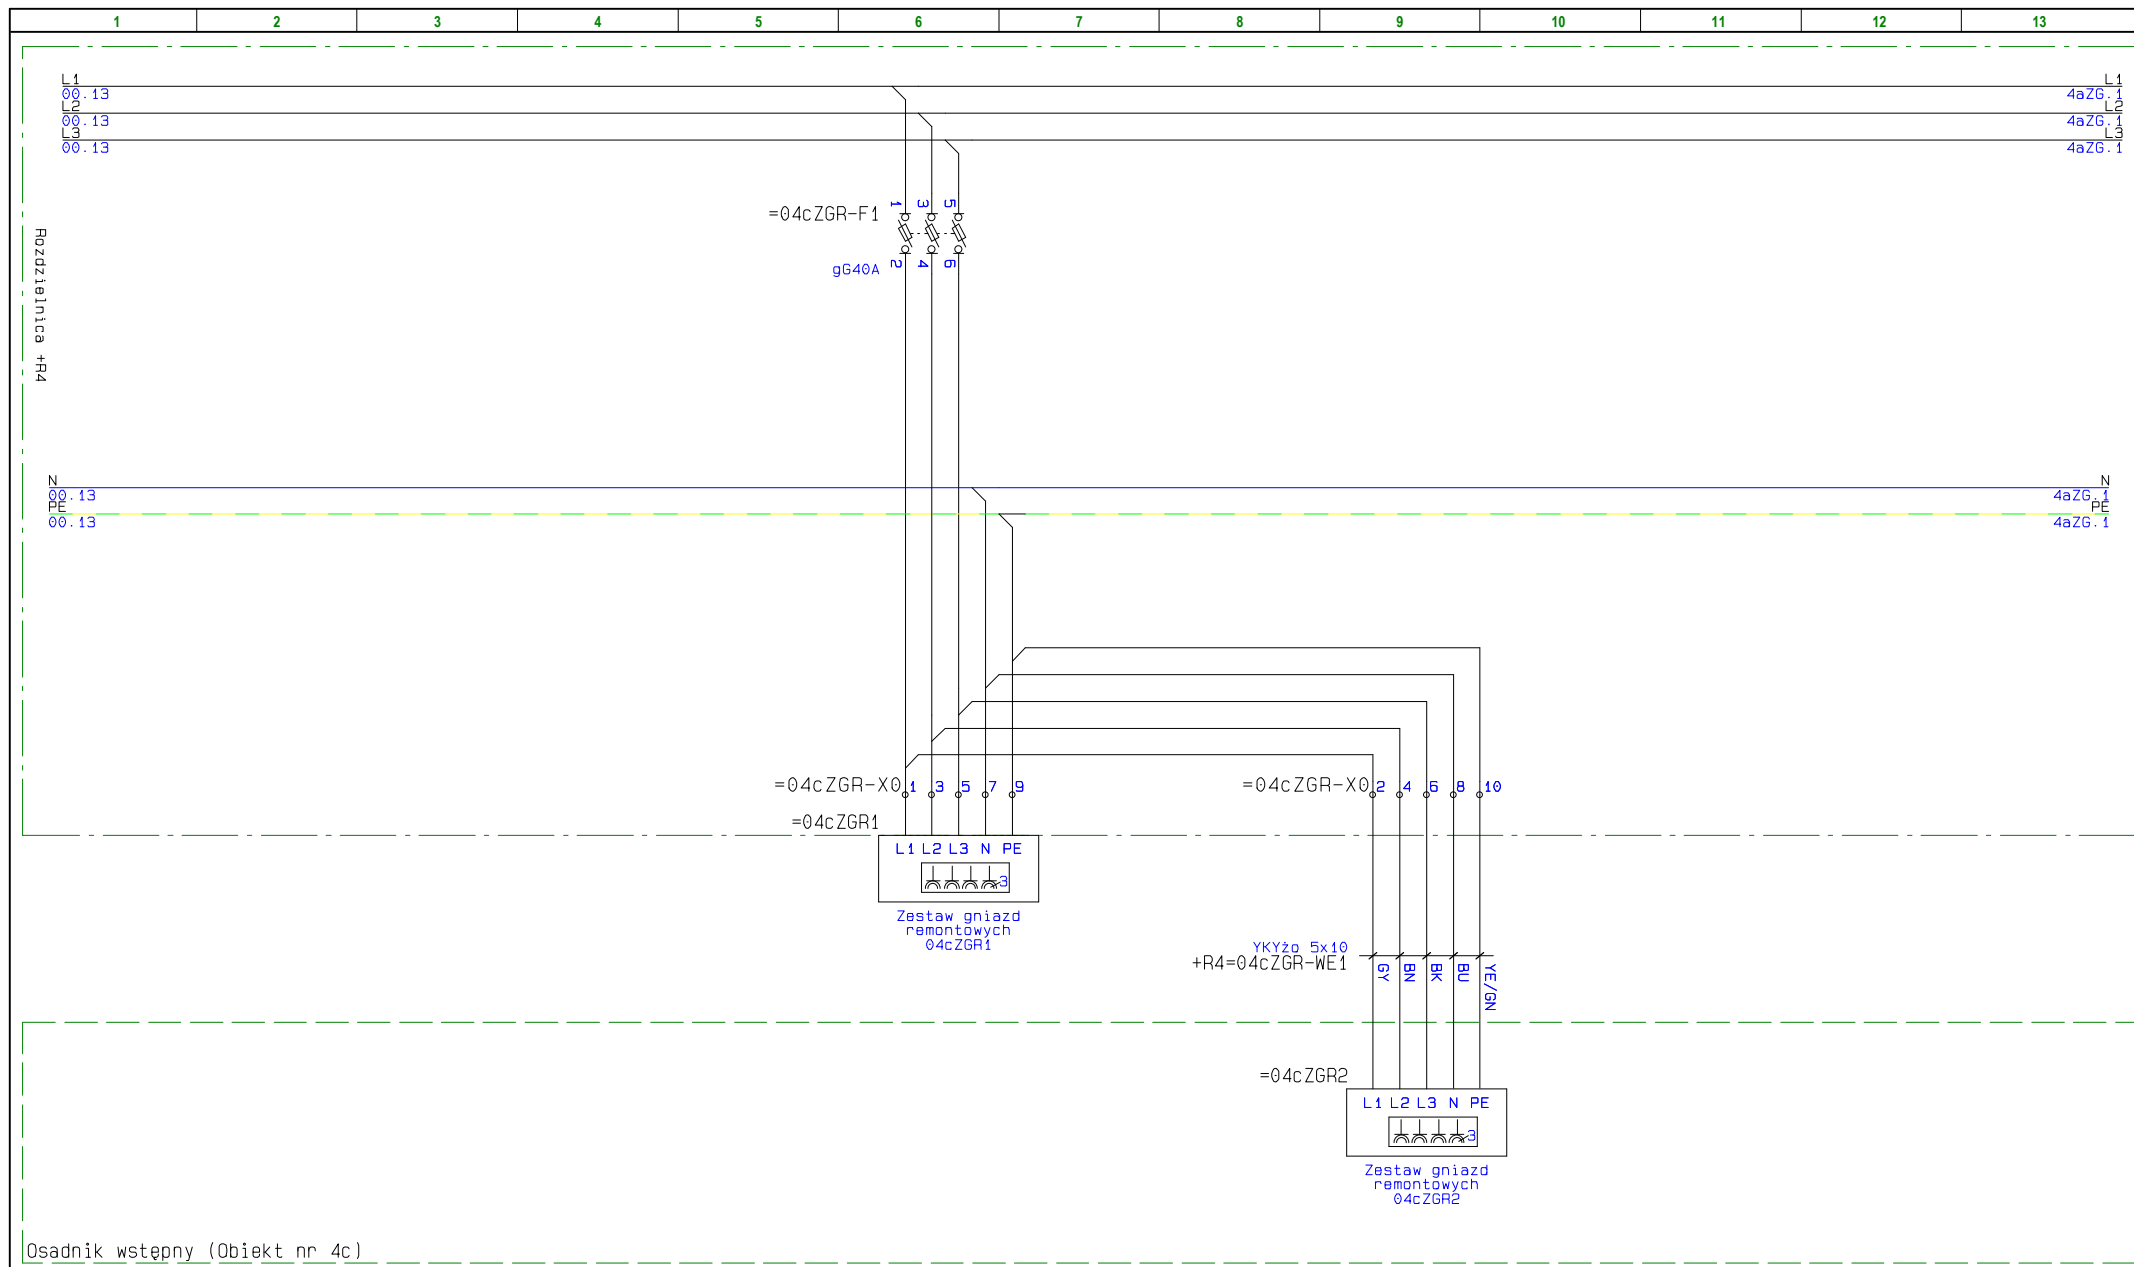 1 2 3 4 5 6 7 8 9 10 11 12 13
L1 L1
00.13 4aZG.1
L2 L2
00.13 4aZG.1
L3 L3
00.13 4aZG.1
=04cZGR-F1 1 3 5
gG40A 2 4 6
Rozdzielnica +R4
N N
00.13 4aZG.1
PE PE
00.13 4aZG.1
=04cZGR-X0 1 3 5 7 9 =04cZGR-X0 2 4 6 8 10
=04cZGR1
L1 L2 L3 N PE
3
Zestaw gniazd
remontowych
04cZGR1
YKYżo 5x10
+R4=04cZGR-WE1 GY BN BK BU YE/GN
=04cZGR2
L1 L2 L3 N PE
3
Zestaw gniazd
remontowych
04cZGR2
Osadnik wstępny (Obiekt nr 4c)